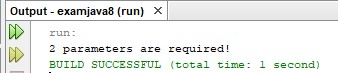 Output - examjava8 (run) ×
run:
2 parameters are required!
BUILD SUCCESSFUL (total time: 1 second)